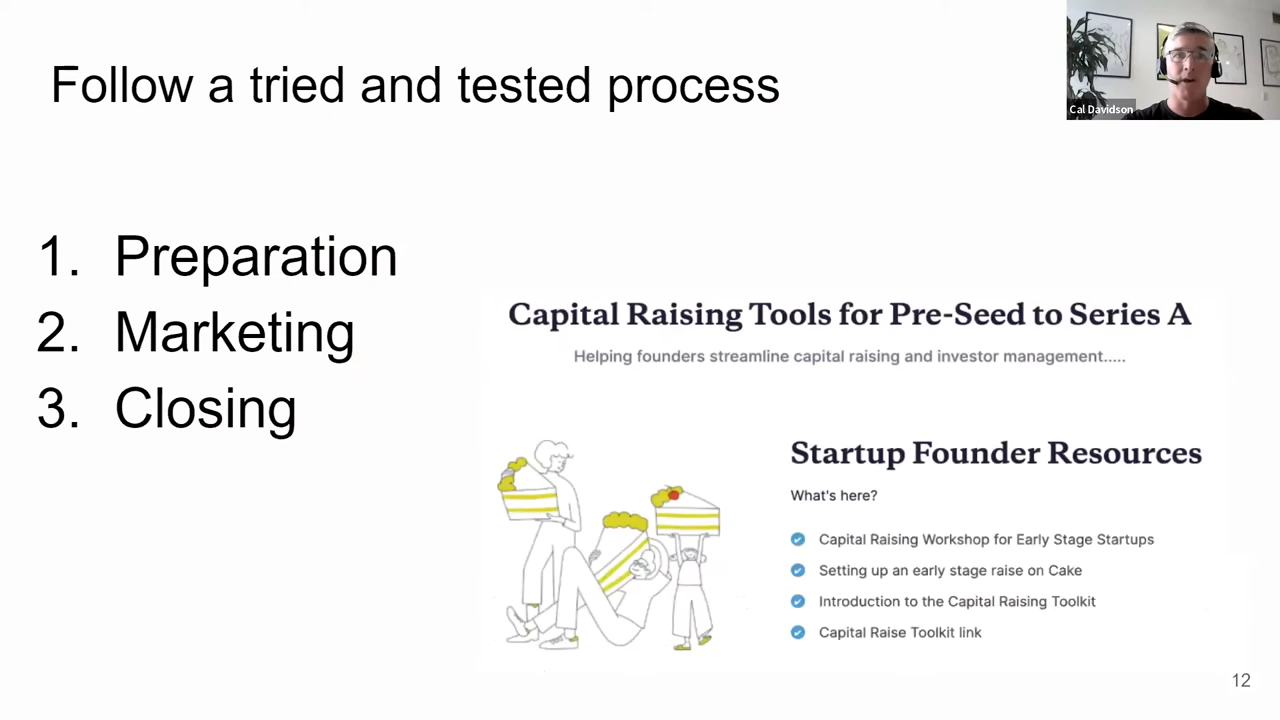 Follow a tried and tested process
Cal Davidson
1. Preparation
2. Marketing
3. Closing
Capital Raising Tools for Pre-Seed to Series A
Helping founders streamline capital raising and investor management.....
Startup Founder Resources
What's here?
Capital Raising Workshop for Early Stage Startups
Setting up an early stage raise on Cake
Introduction to the Capital Raising Toolkit
Capital Raise Toolkit link
12